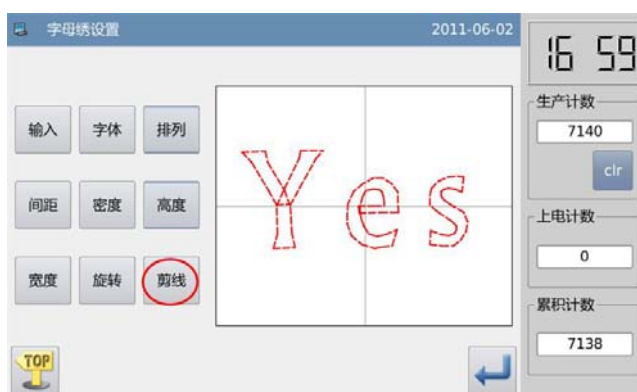 字母绣设置 2011-06-02
16 59
输入 字体 排列
间距 密度 高度
宽度 旋转 剪线
Yes
生产计数
7140
clr
上电计数
0
累积计数
7138
TOP